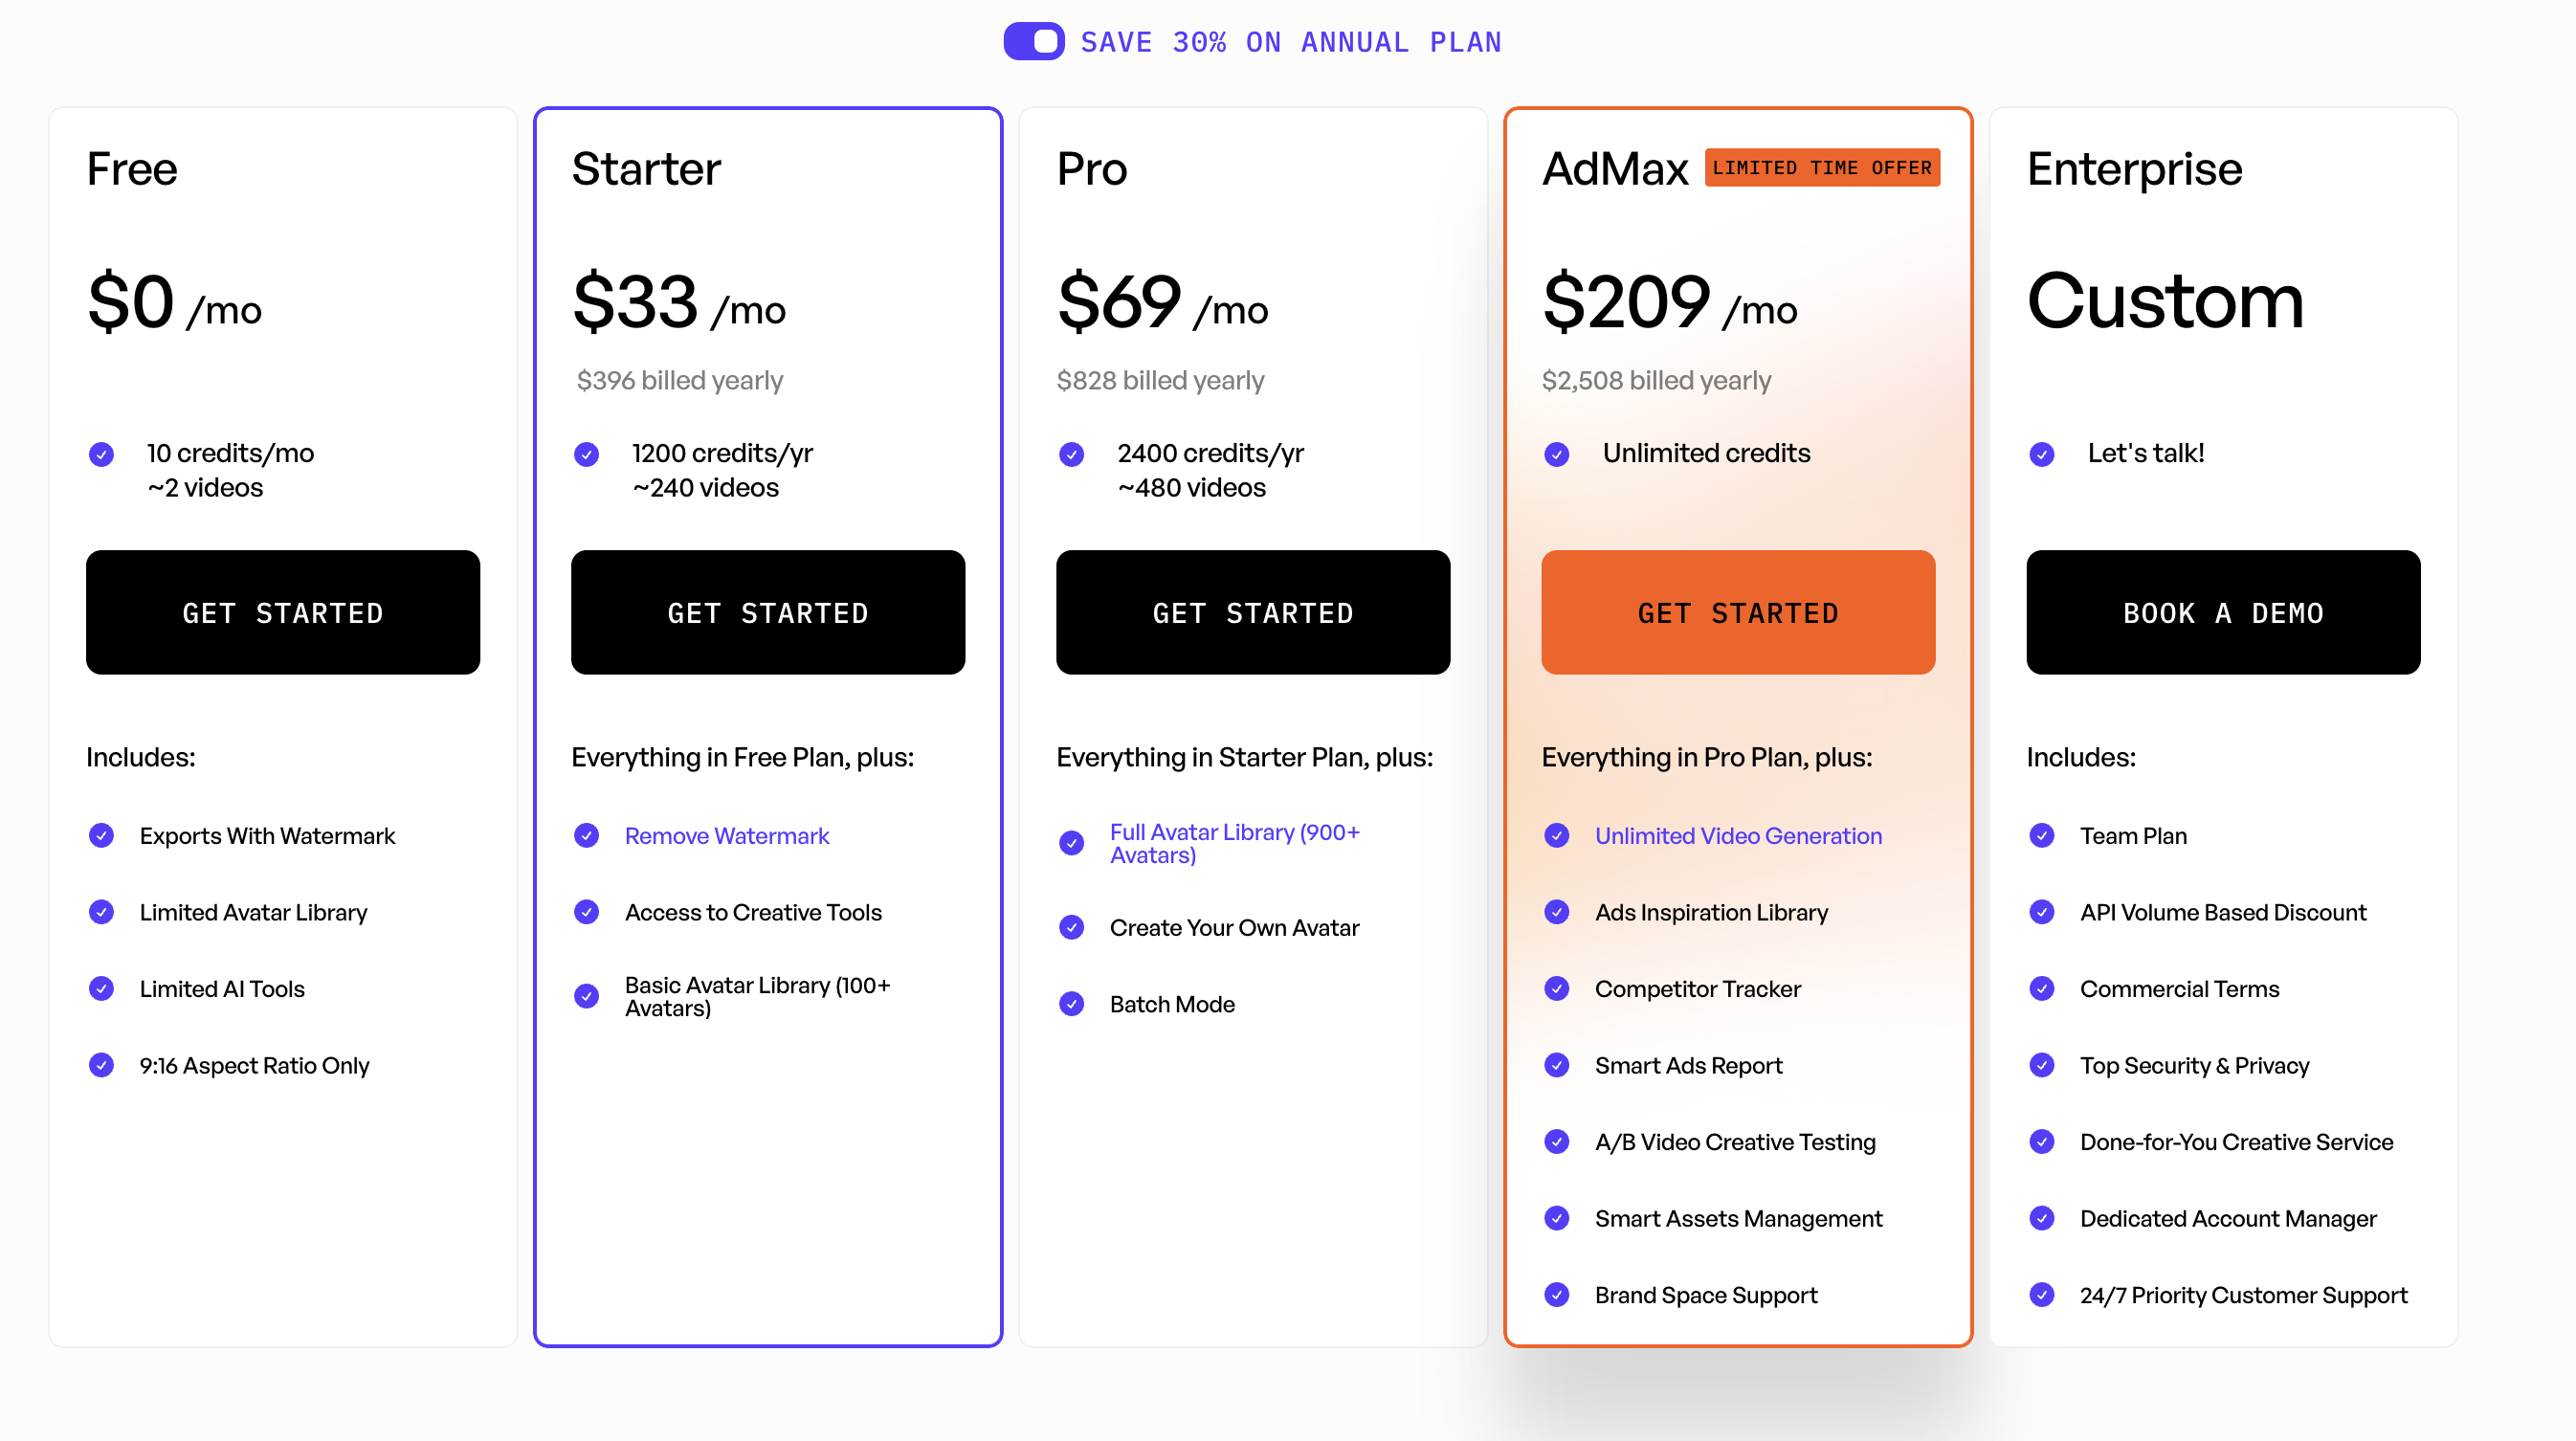 SAVE 30% ON ANNUAL PLAN
Free
$0 /mo
10 credits/mo
~2 videos
GET STARTED
Includes:
Exports With Watermark
Limited Avatar Library
Limited AI Tools
9:16 Aspect Ratio Only
Starter
$33 /mo
$396 billed yearly
1200 credits/yr
~240 videos
GET STARTED
Everything in Free Plan, plus:
Remove Watermark
Access to Creative Tools
Basic Avatar Library (100+
Avatars)
Pro
$69 /mo
$828 billed yearly
2400 credits/yr
~480 videos
GET STARTED
Everything in Starter Plan, plus:
Full Avatar Library (900+
Avatars)
Create Your Own Avatar
Batch Mode
AdMax LIMITED TIME OFFER
$209 /mo
$2,508 billed yearly
Unlimited credits
GET STARTED
Everything in Pro Plan, plus:
Unlimited Video Generation
Ads Inspiration Library
Competitor Tracker
Smart Ads Report
A/B Video Creative Testing
Smart Assets Management
Brand Space Support
Enterprise
Custom
Let's talk!
BOOK A DEMO
Includes:
Team Plan
API Volume Based Discount
Commercial Terms
Top Security & Privacy
Done-for-You Creative Service
Dedicated Account Manager
24/7 Priority Customer Support